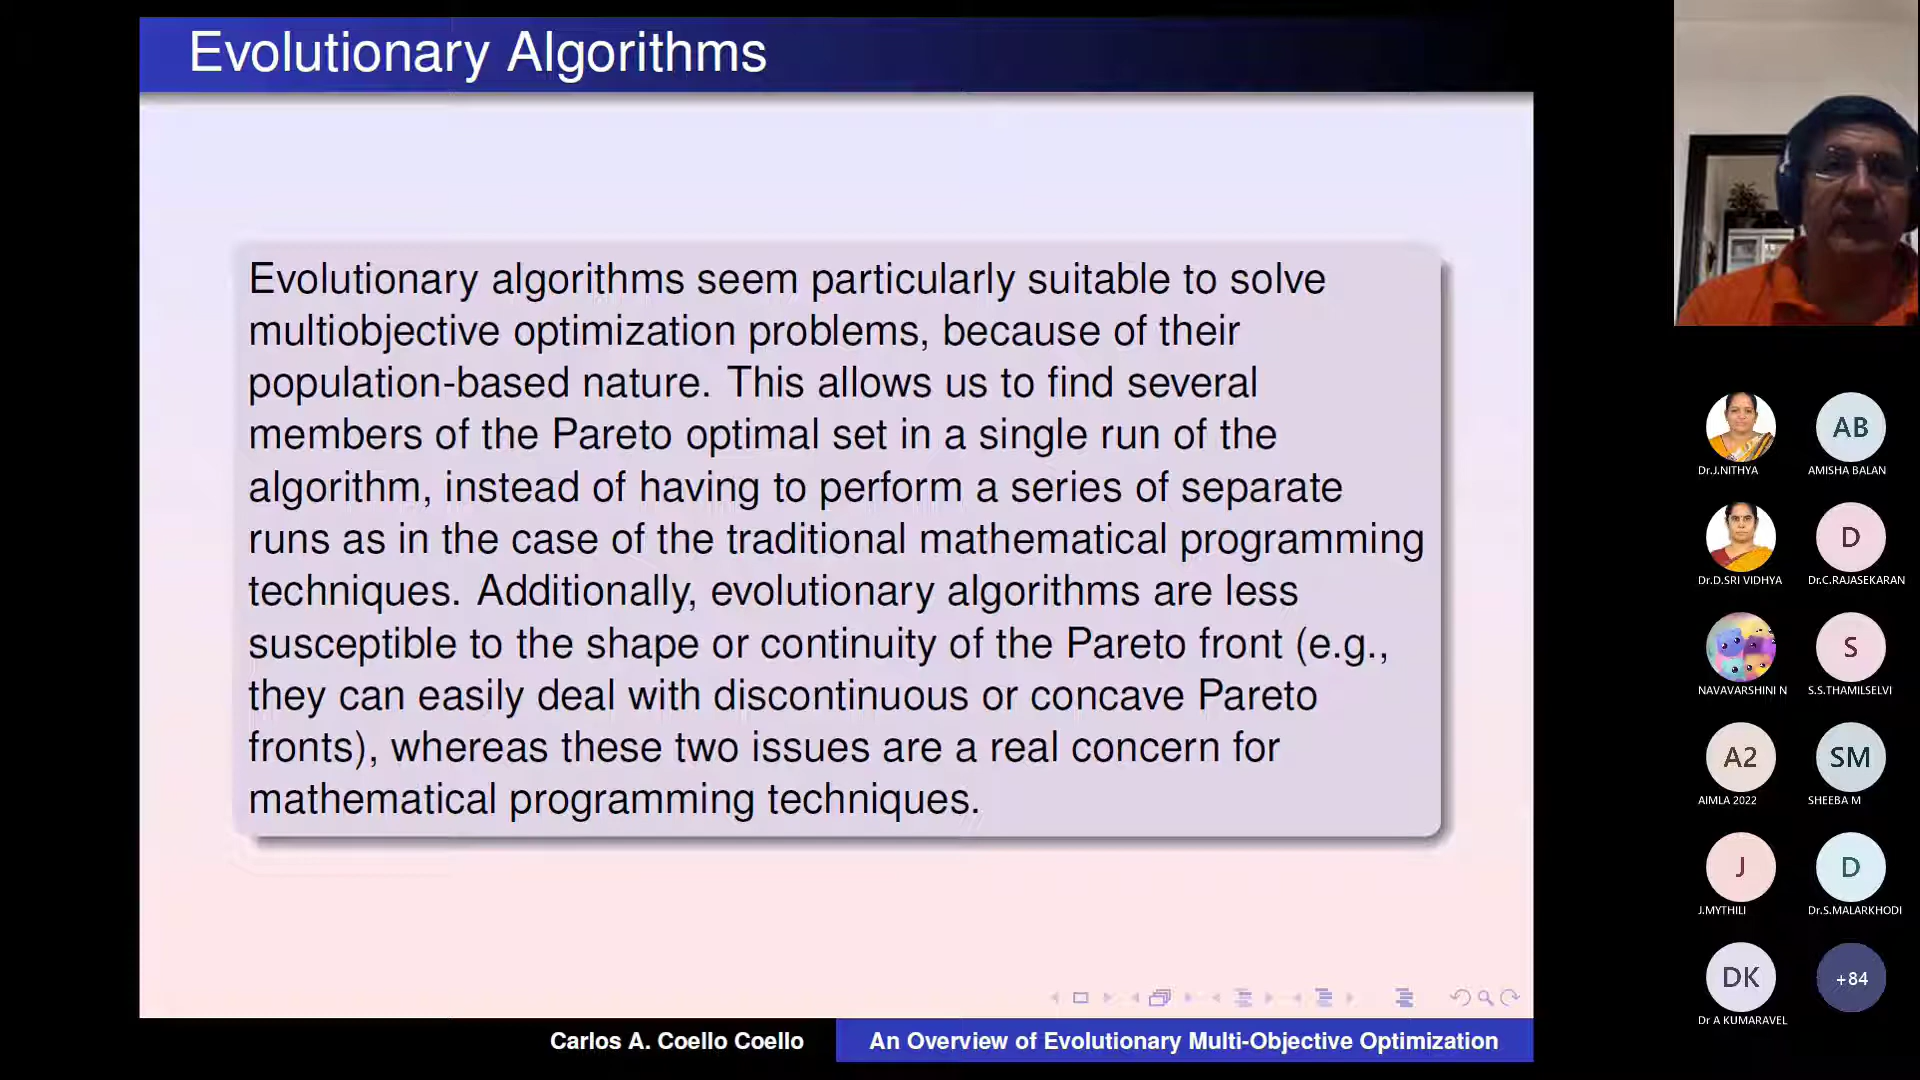 Evolutionary Algorithms
Evolutionary algorithms seem particularly suitable to solve
multiobjective optimization problems, because of their
population-based nature. This allows us to find several
members of the Pareto optimal set in a single run of the
algorithm, instead of having to perform a series of separate
runs as in the case of the traditional mathematical programming
techniques. Additionally, evolutionary algorithms are less
susceptible to the shape or continuity of the Pareto front (e.g.,
they can easily deal with discontinuous or concave Pareto
fronts), whereas these two issues are a real concern for
mathematical programming techniques.
Carlos A. Coello Coello
An Overview of Evolutionary Multi-Objective Optimization
AB
Dr.J.NITHYA
AMISHA BALAN
D
Dr.D.SRI VIDHYA
Dr.C.RAJASEKARAN
S
NAVAVARSHINI N
S.S.THAMILSELVI
A2
SM
AIMLA 2022
SHEEBA M
J
D
J.MYTHILI
Dr.S.MALARKHODI
DK
+84
Dr A KUMARAVEL